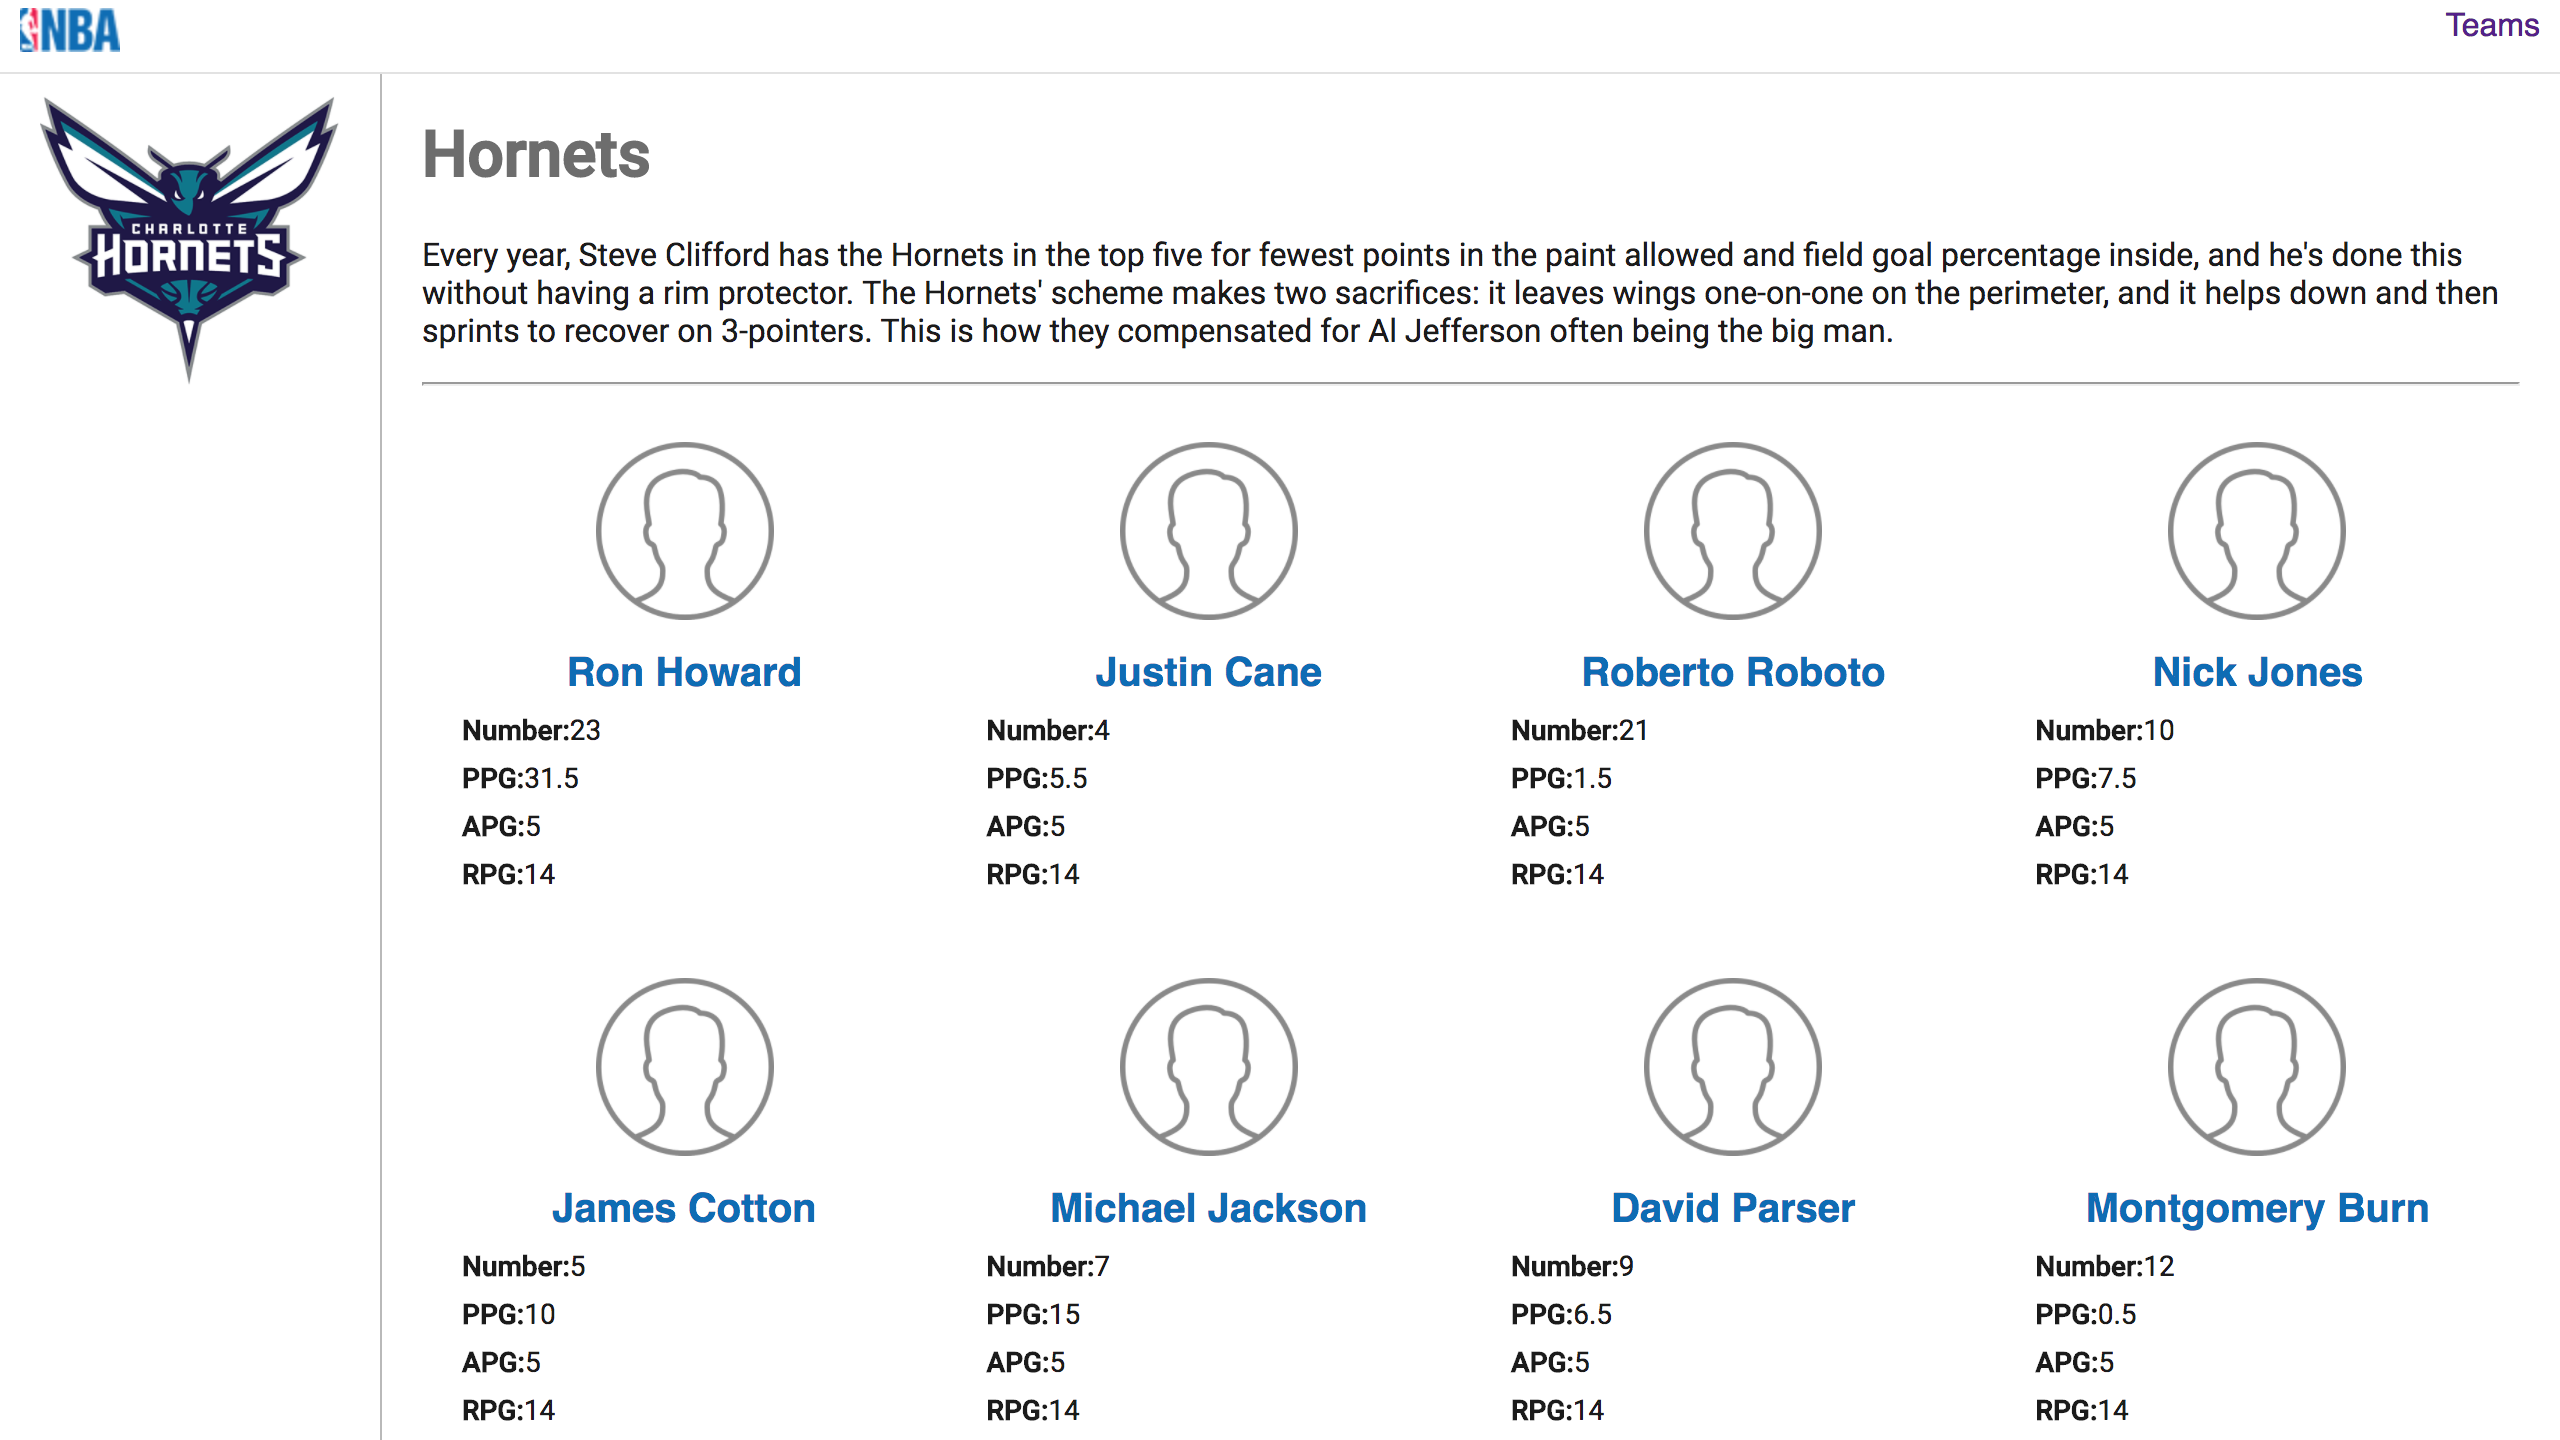 NBA
Teams
CHARLOTTE
HORNETS
Hornets
Every year, Steve Clifford has the Hornets in the top five for fewest points in the paint allowed and field goal percentage inside, and he's done this
without having a rim protector. The Hornets' scheme makes two sacrifices: it leaves wings one-on-one on the perimeter, and it helps down and then
sprints to recover on 3-pointers. This is how they compensated for Al Jefferson often being the big man.
Ron Howard
Number:23
PPG:31.5
APG:5
RPG:14
Justin Cane
Number:4
PPG:5.5
APG:5
RPG:14
Roberto Roboto
Number:21
PPG:1.5
APG:5
RPG:14
Nick Jones
Number:10
PPG:7.5
APG:5
RPG:14
James Cotton
Number:5
PPG:10
APG:5
RPG:14
Michael Jackson
Number:7
PPG:15
APG:5
RPG:14
David Parser
Number:9
PPG:6.5
APG:5
RPG:14
Montgomery Burn
Number:12
PPG:0.5
APG:5
RPG:14